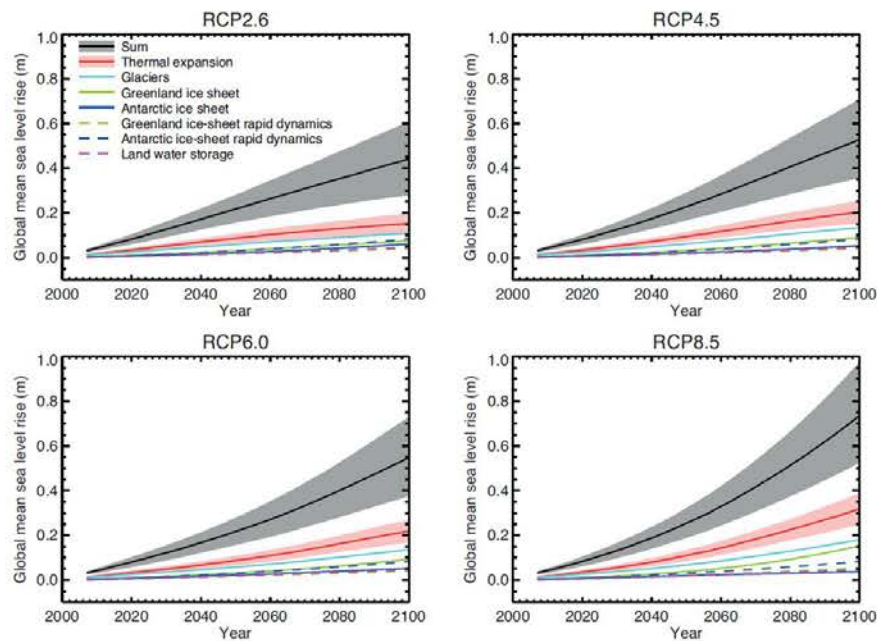 RCP2.6
Global mean sea level rise (m)
1.0
0.8
0.6
0.4
0.2
0.0
Sum
Thermal expansion
Glaciers
Greenland ice sheet
Antarctic ice sheet
Greenland ice-sheet rapid dynamics
Antarctic ice-sheet rapid dynamics
Land water storage
2000 2020 2040 2060 2080 2100
Year
RCP4.5
Global mean sea level rise (m)
1.0
0.8
0.6
0.4
0.2
0.0
2000 2020 2040 2060 2080 2100
Year
RCP6.0
Global mean sea level rise (m)
1.0
0.8
0.6
0.4
0.2
0.0
2000 2020 2040 2060 2080 2100
Year
RCP8.5
Global mean sea level rise (m)
1.0
0.8
0.6
0.4
0.2
0.0
2000 2020 2040 2060 2080 2100
Year